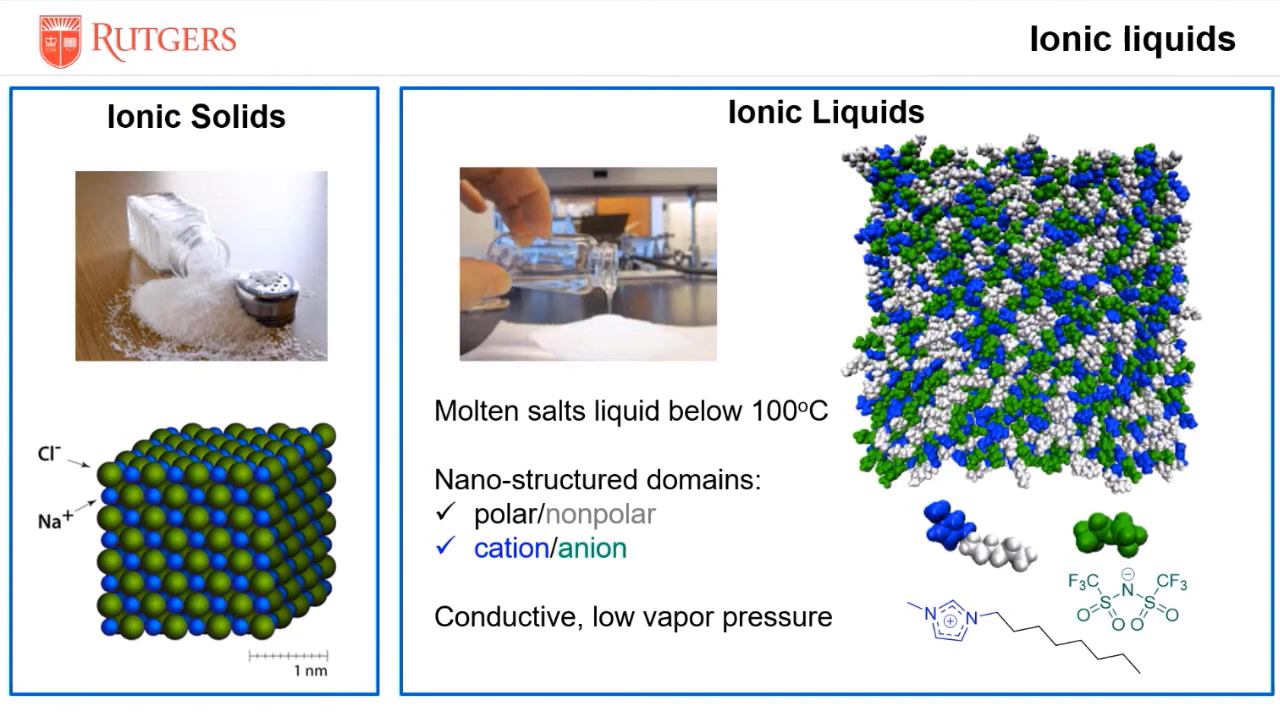 RUTGERS
Ionic liquids
Ionic Solids
Cl⁻
Na⁺
1 nm
Ionic Liquids
Molten salts liquid below 100ºC
Nano-structured domains:
✓ polar/nonpolar
✓ cation/anion
Conductive, low vapor pressure
N
⊕
N
F₃C
⊖
N
CF₃
S
S
O
O
O
O